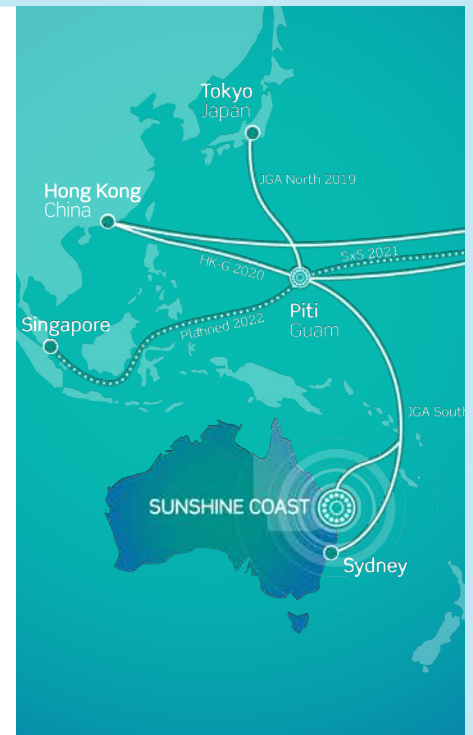 Tokyo
Japan
JGA North 2019
Hong Kong
China
HK-G 2020
SxS 2021
Piti
Guam
Singapore
Planned 2022
JGA South
SUNSHINE COAST
Sydney